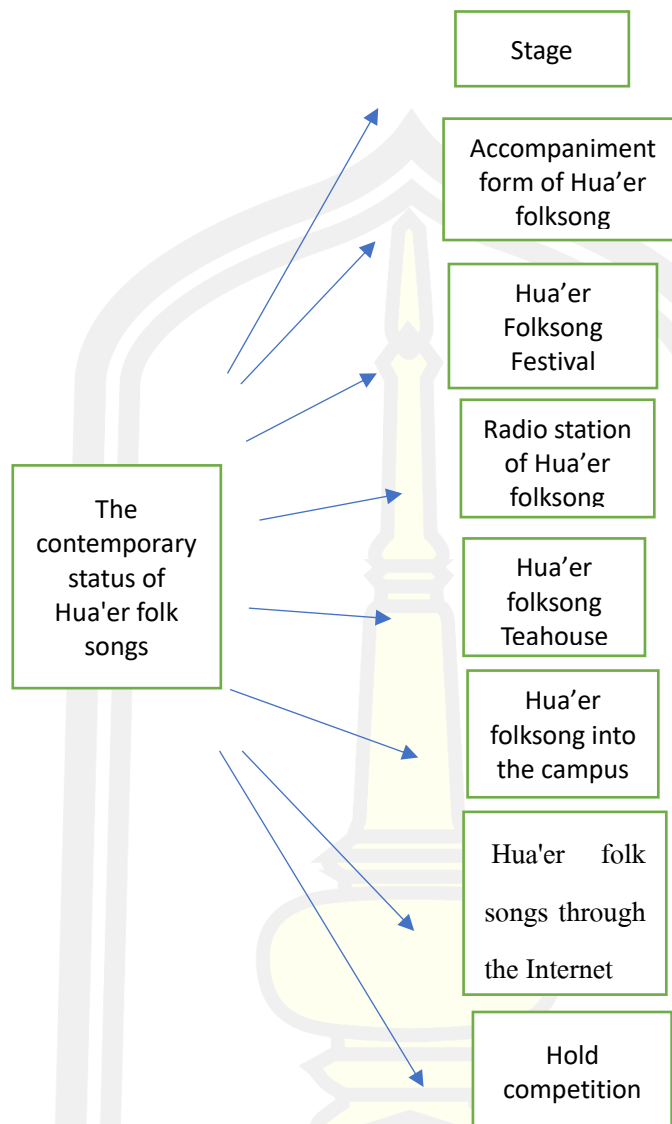 Stage
Accompaniment
form of Hua’er
folksong
Hua’er
Folksong
Festival
Radio station
of Hua’er
folksong
The
contemporary
status of
Hua'er folk
songs
Hua’er
folksong
Teahouse
Hua’er
folksong into
the campus
Hua'er folk
songs through
the Internet
Hold
competition